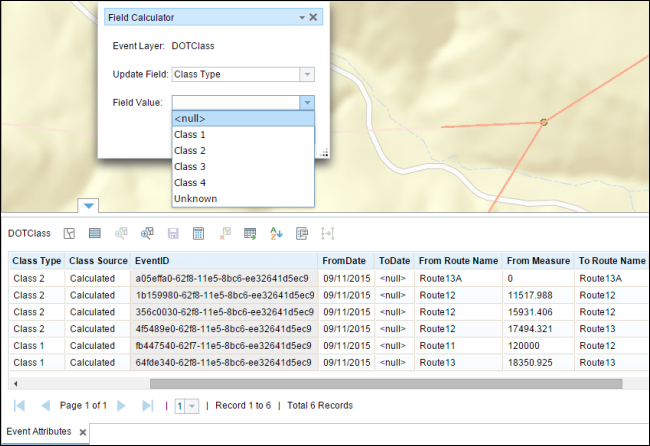 Field Calculator
Event Layer: DOTClass
Update Field: Class Type
Field Value:
<null>
Class 1
Class 2
Class 3
Class 4
Unknown
DOTClass
Class Type Class Source EventID FromDate ToDate From Route Name From Measure To Route Name
Class 2 Calculated a05effa0-62f8-11e5-8bc6-ee32641d5ec9 09/11/2015 <null> Route13A 0 Route13A
Class 2 Calculated 1b159980-62f8-11e5-8bc6-ee32641d5ec9 09/11/2015 <null> Route12 11517.988 Route12
Class 2 Calculated 356c0030-62f8-11e5-8bc6-ee32641d5ec9 09/11/2015 <null> Route12 15931.406 Route12
Class 2 Calculated 4f5489e0-62f8-11e5-8bc6-ee32641d5ec9 09/11/2015 <null> Route12 17494.321 Route13
Class 1 Calculated fb447540-62f7-11e5-8bc6-ee32641d5ec9 09/11/2015 <null> Route11 120000 Route12
Class 1 Calculated 64fde340-62f8-11e5-8bc6-ee32641d5ec9 09/11/2015 <null> Route13 18350.925 Route13
Page 1 of 1 | 1 | Record 1 to 6 | Total 6 Records
Event Attributes